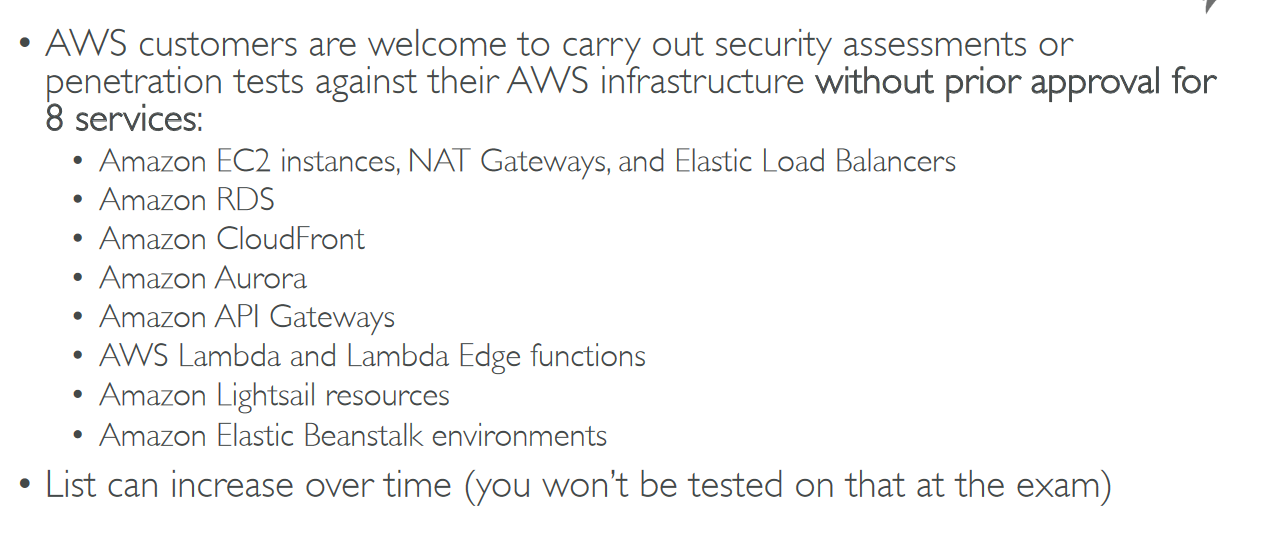 • AWS customers are welcome to carry out security assessments or
penetration tests against their AWS infrastructure without prior approval for
8 services:
• Amazon EC2 instances, NAT Gateways, and Elastic Load Balancers
• Amazon RDS
• Amazon CloudFront
• Amazon Aurora
• Amazon API Gateways
• AWS Lambda and Lambda Edge functions
• Amazon Lightsail resources
• Amazon Elastic Beanstalk environments
• List can increase over time (you won't be tested on that at the exam)